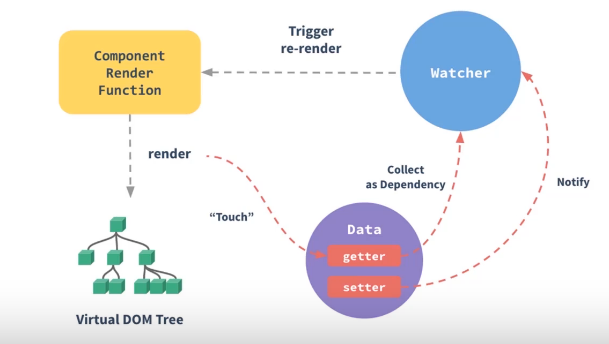 Trigger
re-render
Component
Render
Function
Watcher
render
Collect
as Dependency
Notify
“Touch”
Data
getter
setter
Virtual DOM Tree